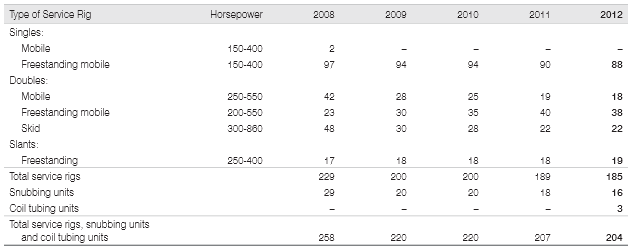 Type of Service Rig Horsepower 2008 2009 2010 2011 2012
Singles:
Mobile 150-400 2 – – – –
Freestanding mobile 150-400 97 94 94 90 88
Doubles:
Mobile 250-550 42 28 25 19 18
Freestanding mobile 200-550 23 30 35 40 38
Skid 300-860 48 30 28 22 22
Slants:
Freestanding 250-400 17 18 18 18 19
Total service rigs 229 200 200 189 185
Snubbing units 29 20 20 18 16
Coil tubing units – – – – 3
Total service rigs, snubbing units
and coil tubing units 258 220 220 207 204